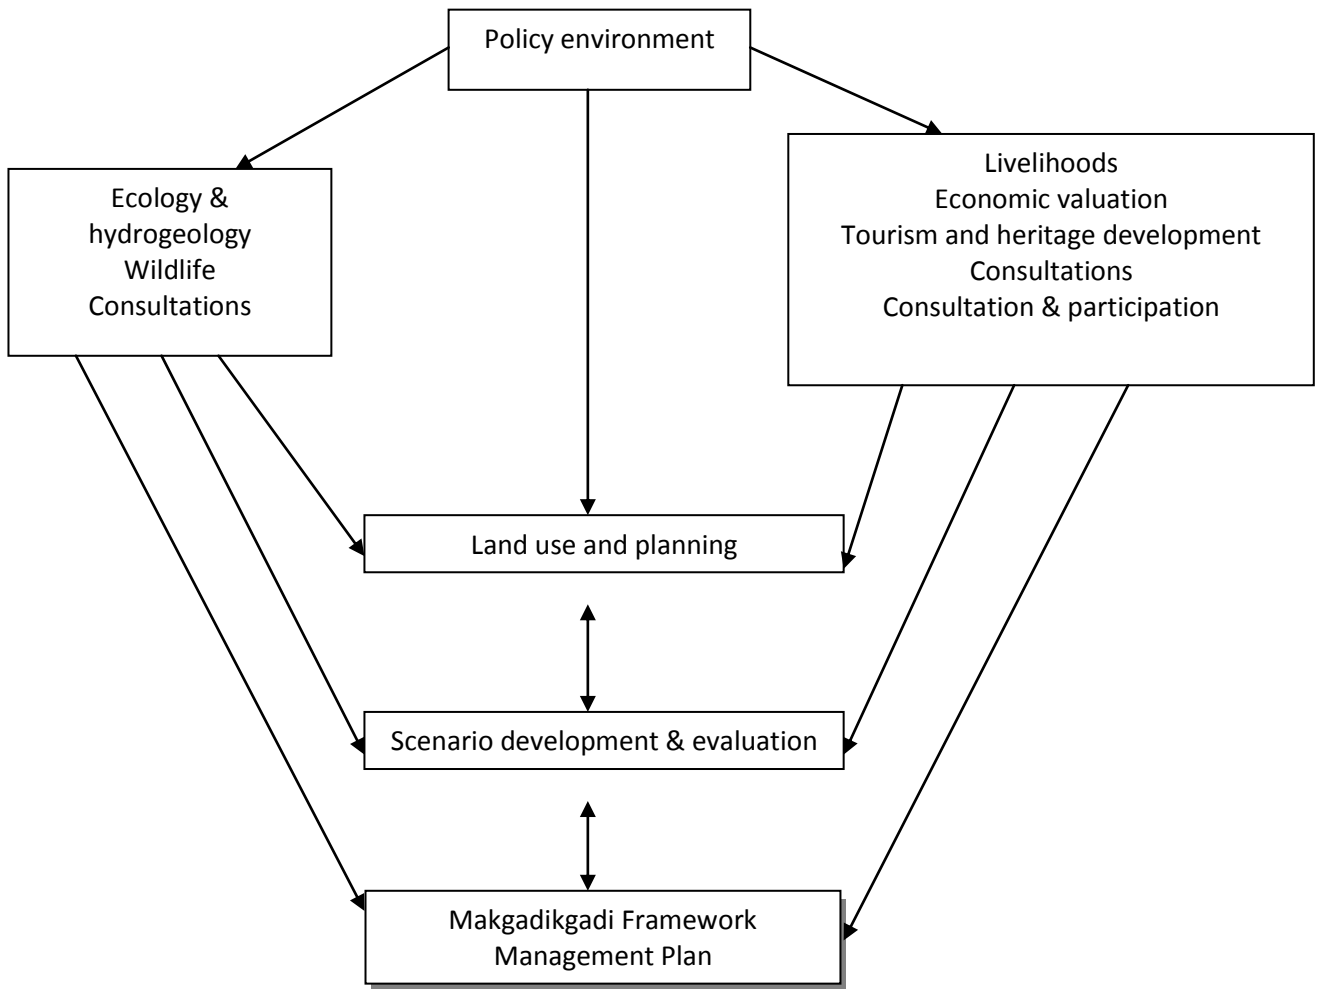 Policy environment
Ecology &
hydrogeology
Wildlife
Consultations
Livelihoods
Economic valuation
Tourism and heritage development
Consultations
Consultation & participation
Land use and planning
Scenario development & evaluation
Makgadikgadi Framework
Management Plan